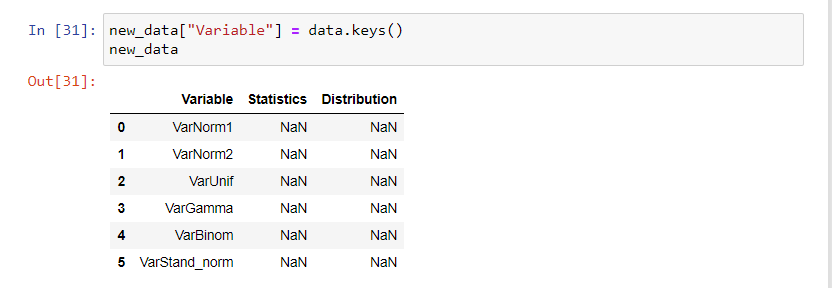 In [31]: new_data["Variable"] = data.keys()
new_data
Out[31]:
Variable Statistics Distribution
0 VarNorm1 NaN NaN
1 VarNorm2 NaN NaN
2 VarUnif NaN NaN
3 VarGamma NaN NaN
4 VarBinom NaN NaN
5 VarStand_norm NaN NaN